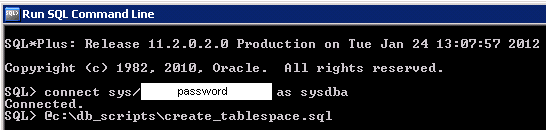 Run SQL Command Line
SQL*Plus: Release 11.2.0.2.0 Production on Tue Jan 24 13:07:57 2012
Copyright (c) 1982, 2010, Oracle.  All rights reserved.
SQL> connect sys/ password as sysdba
Connected.
SQL> @c:\db_scripts\create_tablespace.sql